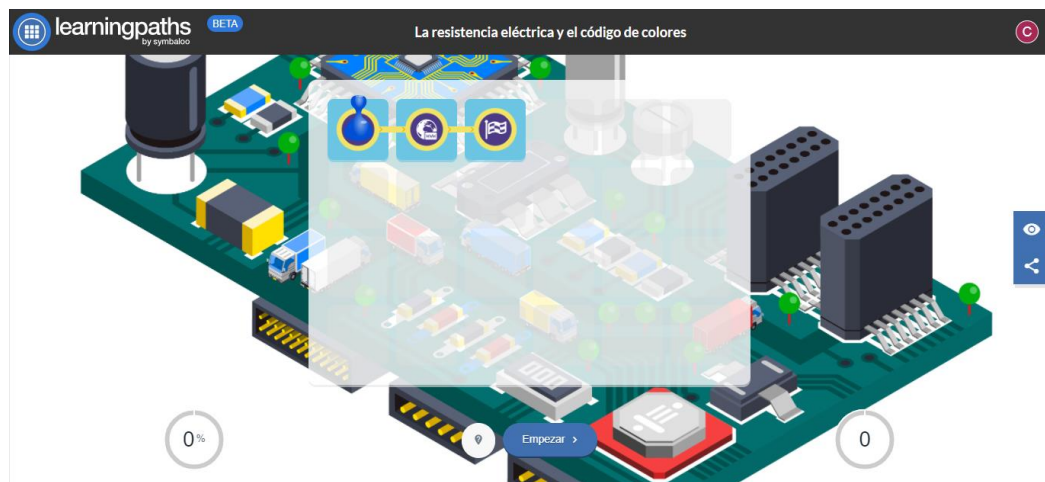 learningpaths
by symbaloo
BETA
La resistencia eléctrica y el código de colores
C
0%
Empezar >
0